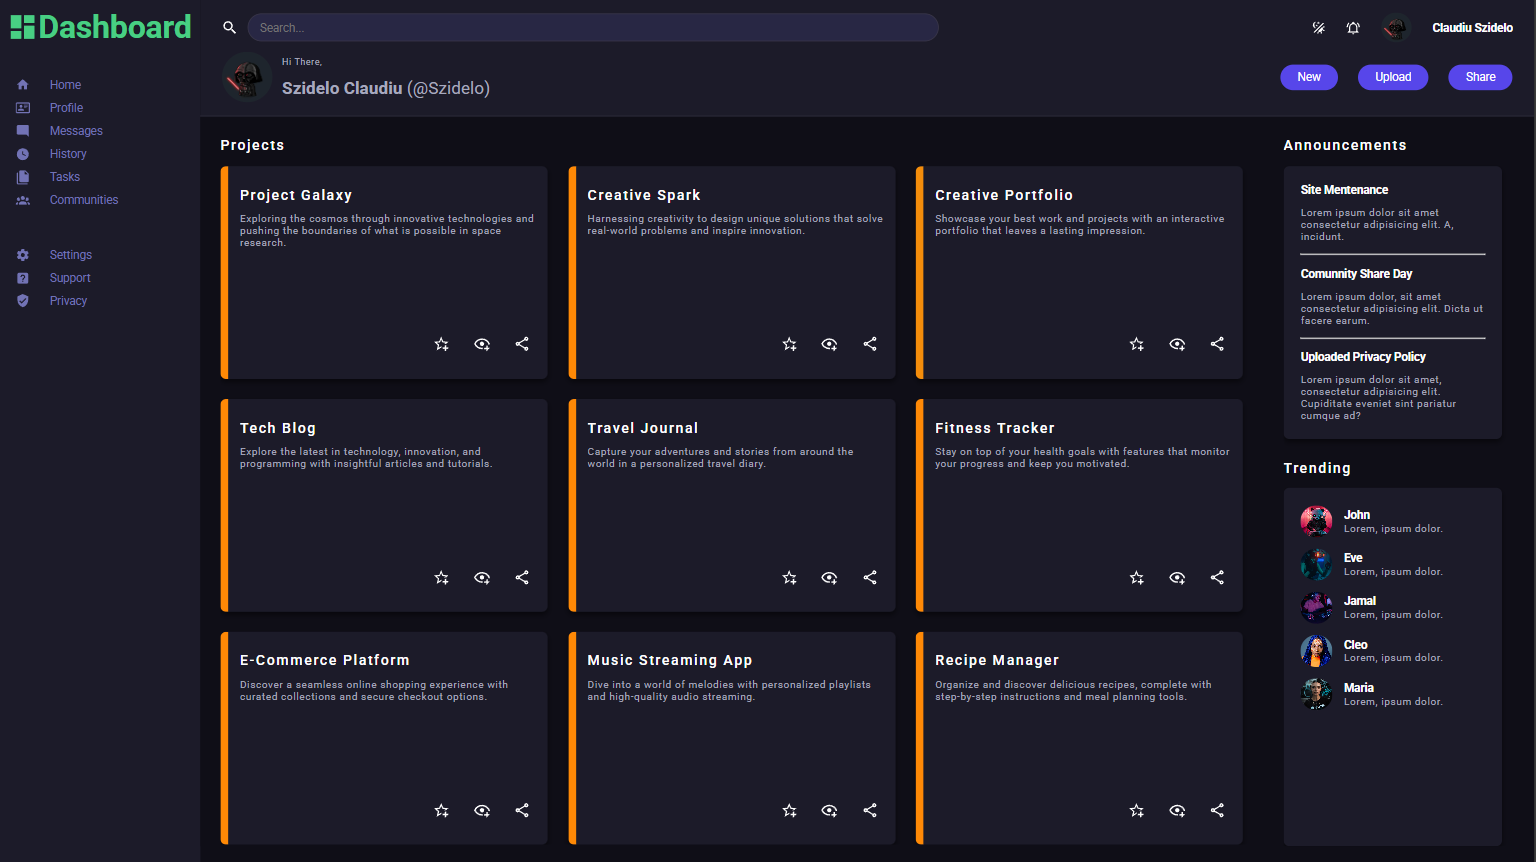 Dashboard
Search...
Claudiu Szidelo
Hi There,
Szidelo Claudiu (@Szidelo)
New
Upload
Share
Home
Profile
Messages
History
Tasks
Communities
Settings
Support
Privacy
Projects
Project Galaxy
Exploring the cosmos through innovative technologies and
pushing the boundaries of what is possible in space
research.
Creative Spark
Harnessing creativity to design unique solutions that solve
real-world problems and inspire innovation.
Creative Portfolio
Showcase your best work and projects with an interactive
portfolio that leaves a lasting impression.
Tech Blog
Explore the latest in technology, innovation, and
programming with insightful articles and tutorials.
Travel Journal
Capture your adventures and stories from around the
world in a personalized travel diary.
Fitness Tracker
Stay on top of your health goals with features that monitor
your progress and keep you motivated.
E-Commerce Platform
Discover a seamless online shopping experience with
curated collections and secure checkout options.
Music Streaming App
Dive into a world of melodies with personalized playlists
and high-quality audio streaming.
Recipe Manager
Organize and discover delicious recipes, complete with
step-by-step instructions and meal planning tools.
Announcements
Site Mentenance
Lorem ipsum dolor sit amet
consectetur adipisicing elit. A,
incidunt.
Comunnity Share Day
Lorem ipsum dolor, sit amet
consectetur adipisicing elit. Dicta ut
facere earum.
Uploaded Privacy Policy
Lorem ipsum dolor sit amet,
consectetur adipisicing elit.
Cupiditate eveniet sint pariatur
cumque ad?
Trending
John
Lorem, ipsum dolor.
Eve
Lorem, ipsum dolor.
Jamal
Lorem, ipsum dolor.
Cleo
Lorem, ipsum dolor.
Maria
Lorem, ipsum dolor.